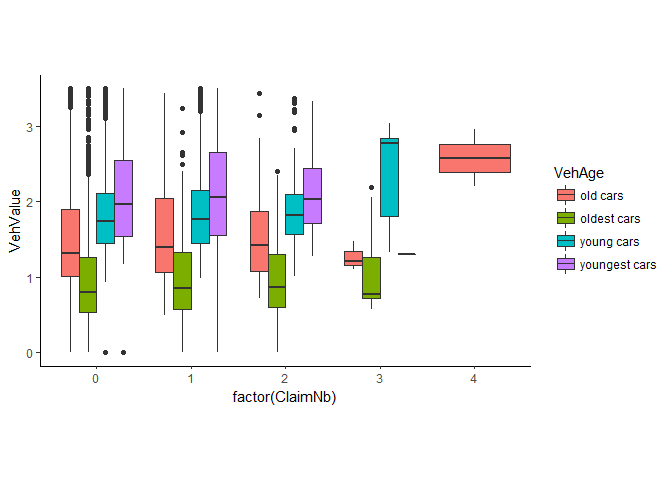 3
2
1
0
VehValue
0 1 2 3 4
factor(ClaimNb)
VehAge
old cars
oldest cars
young cars
youngest cars